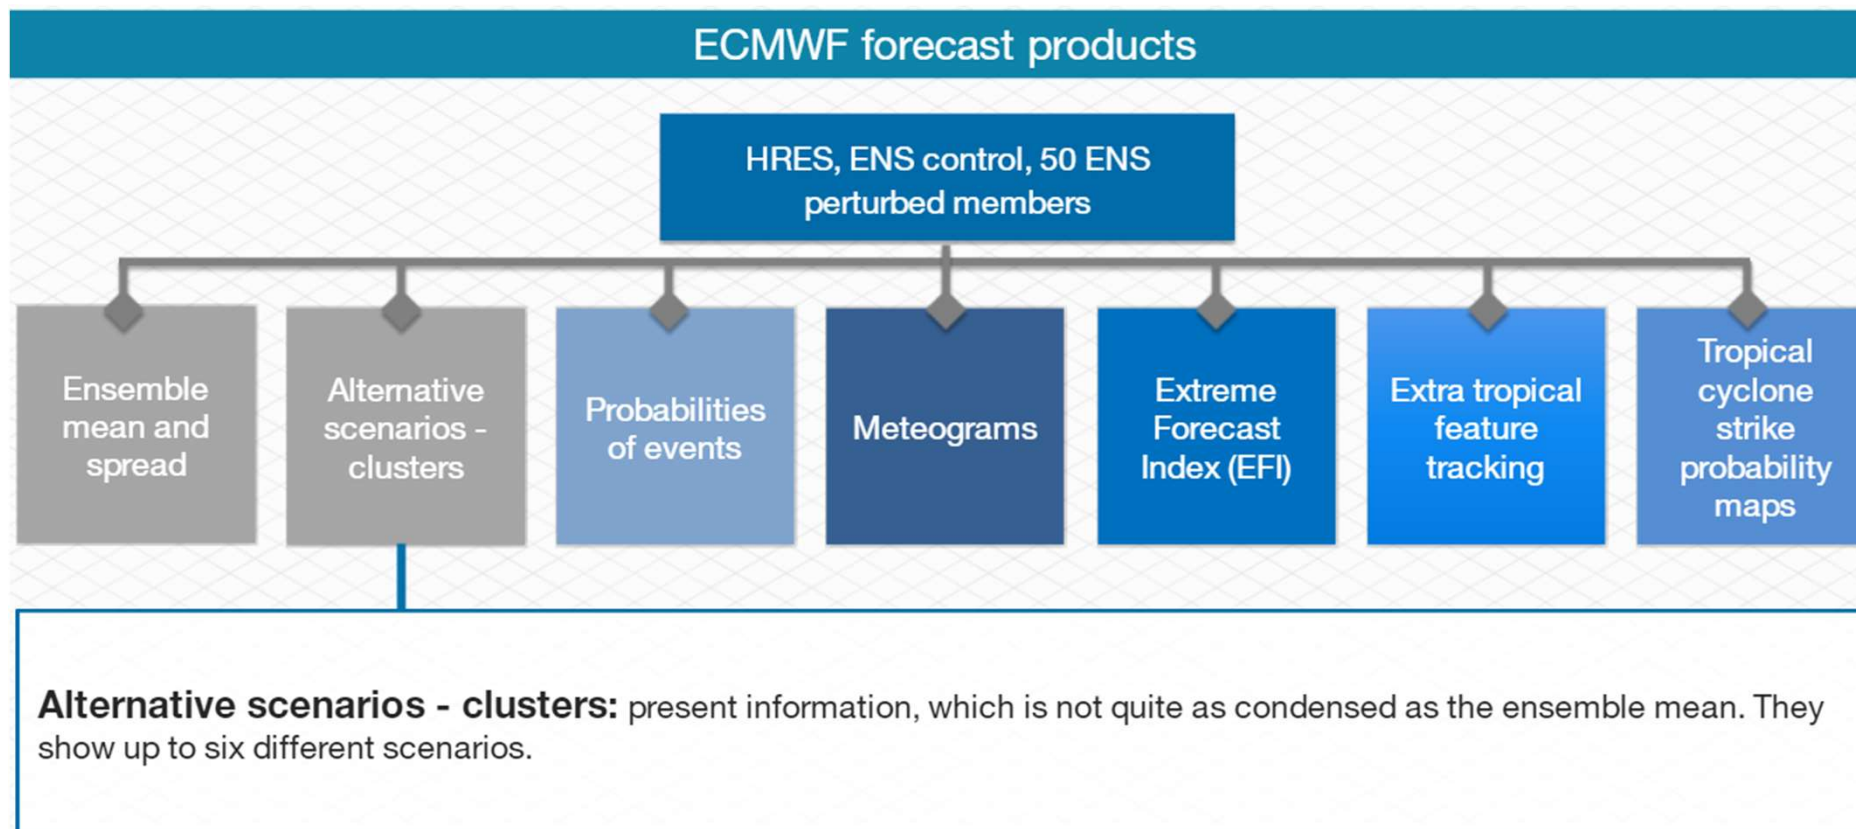 ECMWF forecast products
HRES, ENS control, 50 ENS
perturbed members
Ensemble
mean and
spread
Alternative
scenarios -
clusters
Probabilities
of events
Meteograms
Extreme
Forecast
Index (EFI)
Extra tropical
feature
tracking
Tropical
cyclone
strike
probability
maps
Alternative scenarios - clusters: present information, which is not quite as condensed as the ensemble mean. They
show up to six different scenarios.